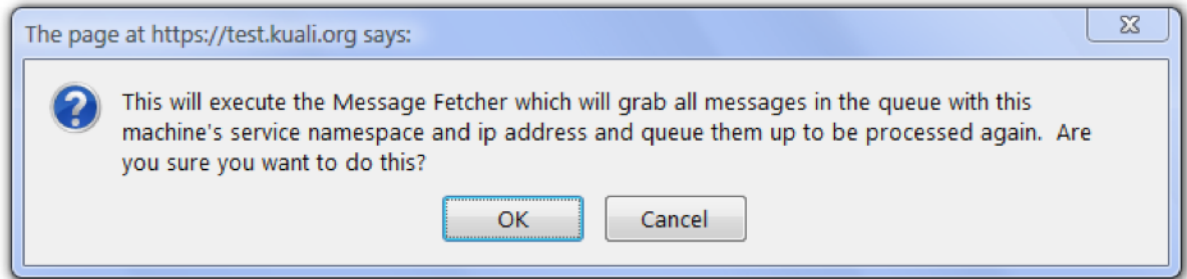 The page at https://test.kuali.org says:
This will execute the Message Fetcher which will grab all messages in the queue with this
machine's service namespace and ip address and queue them up to be processed again.  Are
you sure you want to do this?
OK
Cancel